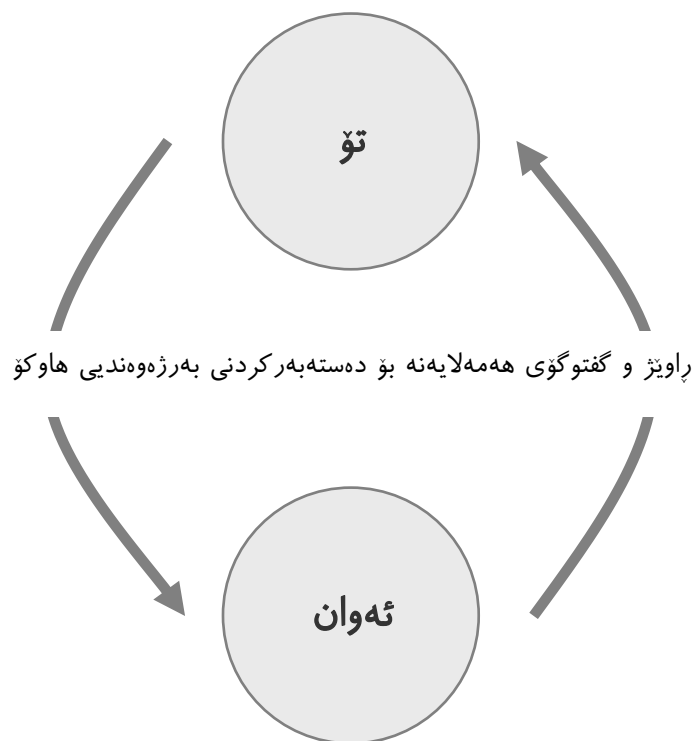 تۆ
ڕاوێژ و گفتوگۆی هەمەلایەنە بۆ دەستەبەرکردنی بەرژەوەندیی هاوکۆ
ئەوان